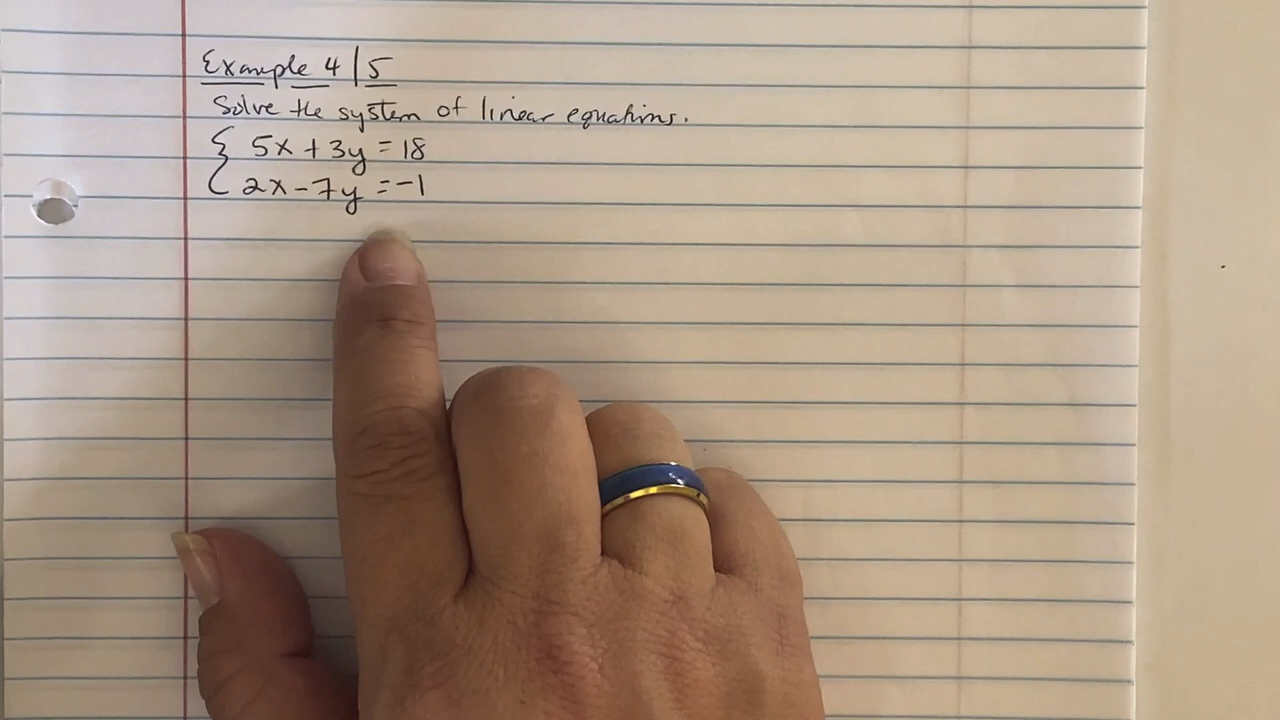 Example 4|5
Solve the system of linear equations.
{ 5x + 3y = 18
2x - 7y = -1